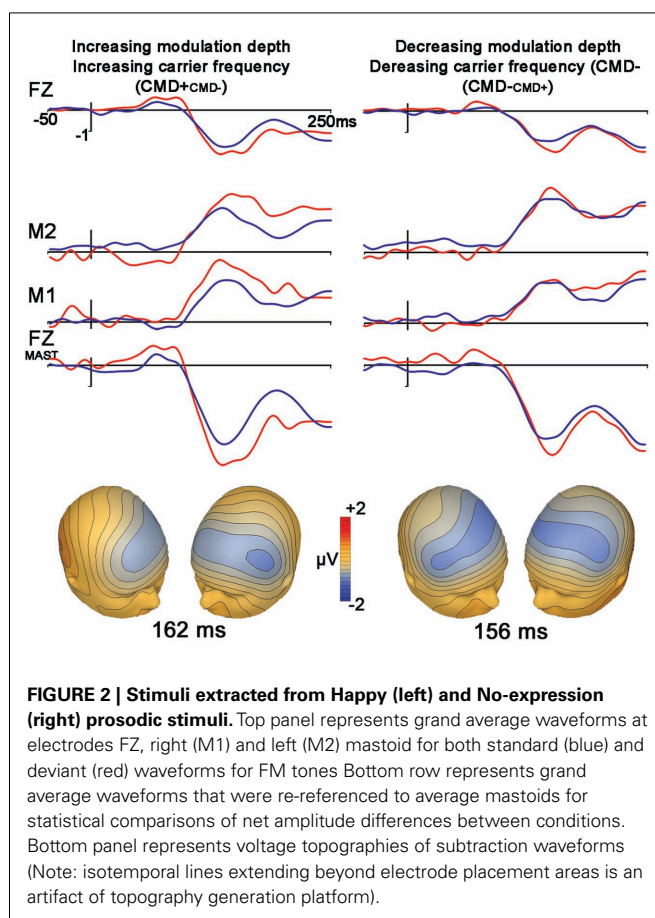 Increasing modulation depth
Increasing carrier frequency
(CMD+CMD-)
Decreasing modulation depth
Dereasing carrier frequency (CMD-
(CMD-CMD+)
FZ
-50
-1
250ms
M2
M1
FZ
MAST
+2
µV
-2
162 ms
156 ms
FIGURE 2 | Stimuli extracted from Happy (left) and No-expression
(right) prosodic stimuli. Top panel represents grand average waveforms at
electrodes FZ, right (M1) and left (M2) mastoid for both standard (blue) and
deviant (red) waveforms for FM tones Bottom row represents grand
average waveforms that were re-referenced to average mastoids for
statistical comparisons of net amplitude differences between conditions.
Bottom panel represents voltage topographies of subtraction waveforms
(Note: isotemporal lines extending beyond electrode placement areas is an
artifact of topography generation platform).